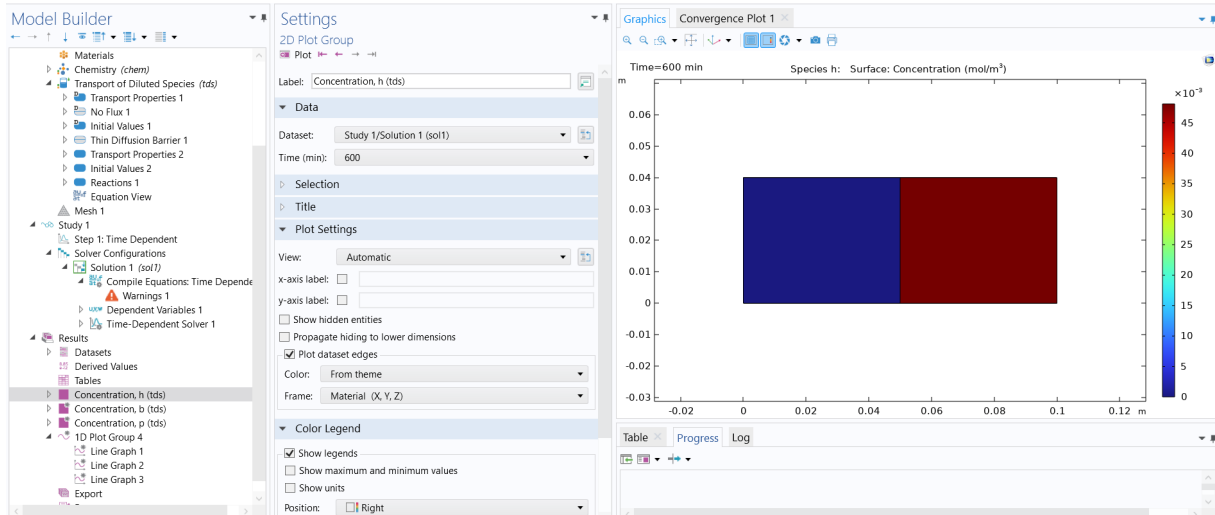 Model Builder
Materials
Chemistry (chem)
Transport of Diluted Species (tds)
Transport Properties 1
No Flux 1
Initial Values 1
Thin Diffusion Barrier 1
Transport Properties 2
Initial Values 2
Reactions 1
Equation View
Mesh 1
Study 1
Step 1: Time Dependent
Solver Configurations
Solution 1 (sol1)
Compile Equations: Time Depende
Warnings 1
Dependent Variables 1
Time-Dependent Solver 1
Results
Datasets
Derived Values
Tables
Concentration, h (tds)
Concentration, b (tds)
Concentration, p (tds)
1D Plot Group 4
Line Graph 1
Line Graph 2
Line Graph 3
Export
Settings
2D Plot Group
Plot
Label: Concentration, h (tds)
Data
Dataset: Study 1/Solution 1 (sol1)
Time (min): 600
Selection
Title
Plot Settings
View: Automatic
x-axis label:
y-axis label:
Show hidden entities
Propagate hiding to lower dimensions
Plot dataset edges
Color: From theme
Frame: Material (X, Y, Z)
Color Legend
Show legends
Show maximum and minimum values
Show units
Position: Right
Graphics Convergence Plot 1
Time=600 min Species h: Surface: Concentration (mol/m³)
m
×10⁻³
0.06
0.05
0.04
0.03
0.02
0.01
0
-0.01
-0.02
-0.03
-0.02 0 0.02 0.04 0.06 0.08 0.1 0.12 m
45
40
35
30
25
20
15
10
5
0
Table Progress Log